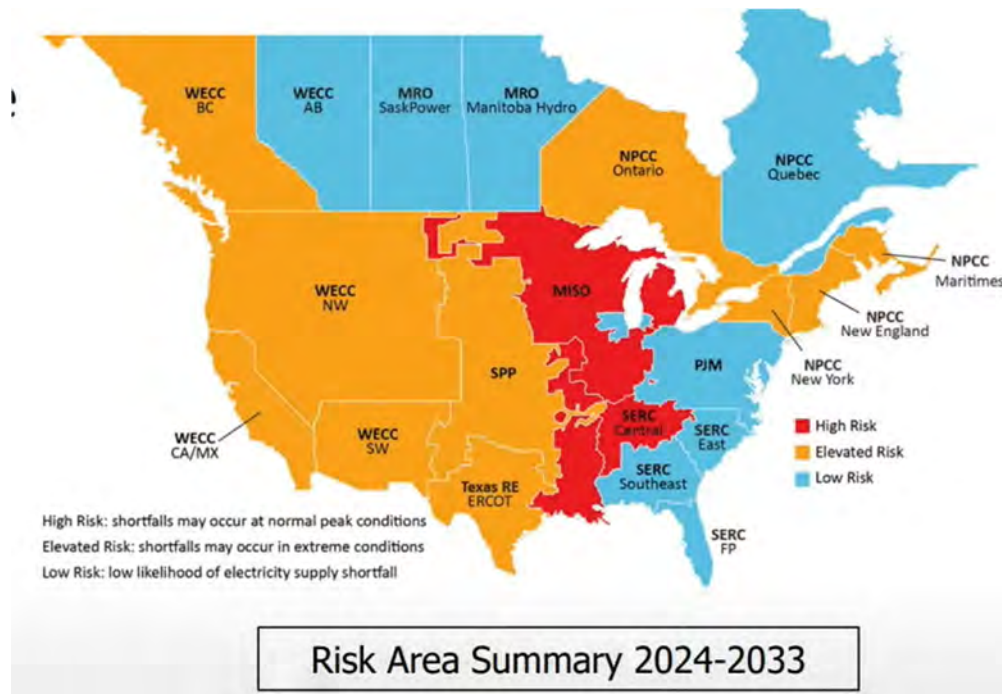 WECC
BC
WECC
AB
MRO
SaskPower
MRO
Manitoba Hydro
NPCC
Ontario
NPCC
Quebec
NPCC
Maritimes
NPCC
New England
NPCC
New York
WECC
NW
MISO
SPP
PJM
WECC
CA/MX
WECC
SW
SERC
Central
SERC
East
SERC
Southeast
Texas RE
ERCOT
SERC
FP
High Risk
Elevated Risk
Low Risk
High Risk: shortfalls may occur at normal peak conditions
Elevated Risk: shortfalls may occur in extreme conditions
Low Risk: low likelihood of electricity supply shortfall
Risk Area Summary 2024-2033